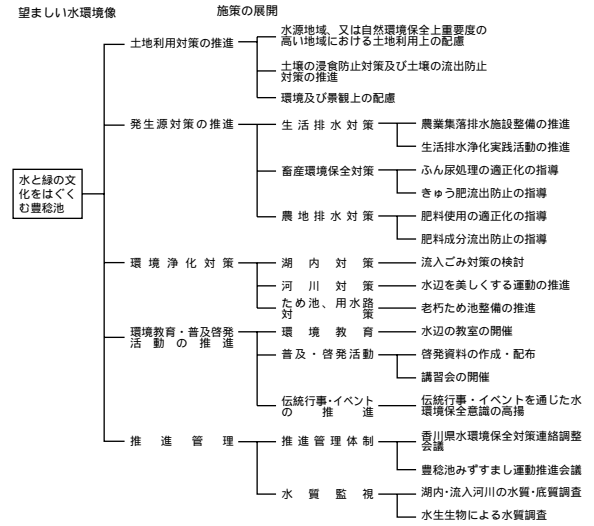 望ましい水環境像
施策の展開
水と緑の文
化をはぐく
む豊稔池
土地利用対策の推進
水源地域、又は自然環境保全上重要度の
高い地域における土地利用上の配慮
土壌の浸食防止対策及び土壌の流出防止
対策の推進
環境及び景観上の配慮
発生源対策の推進
生活排水対策
農業集落排水施設整備の推進
生活排水浄化実践活動の推進
畜産環境保全対策
ふん尿処理の適正化の指導
きゅう肥流出防止の指導
農地排水対策
肥料使用の適正化の指導
肥料成分流出防止の指導
環境浄化対策
湖内対策
流入ごみ対策の検討
河川対策
水辺を美しくする運動の推進
ため池、用水路
対策
老朽ため池整備の推進
環境教育・普及啓発
活動の推進
環境教育
水辺の教室の開催
普及・啓発活動
啓発資料の作成・配布
講習会の開催
伝統行事・イベント
の推進
伝統行事・イベントを通じた水
環境保全意識の高揚
推進管理
推進管理体制
香川県水環境保全対策連絡調整
会議
豊稔池みずすまし運動推進会議
水質監視
湖内・流入河川の水質・底質調査
水生生物による水質調査